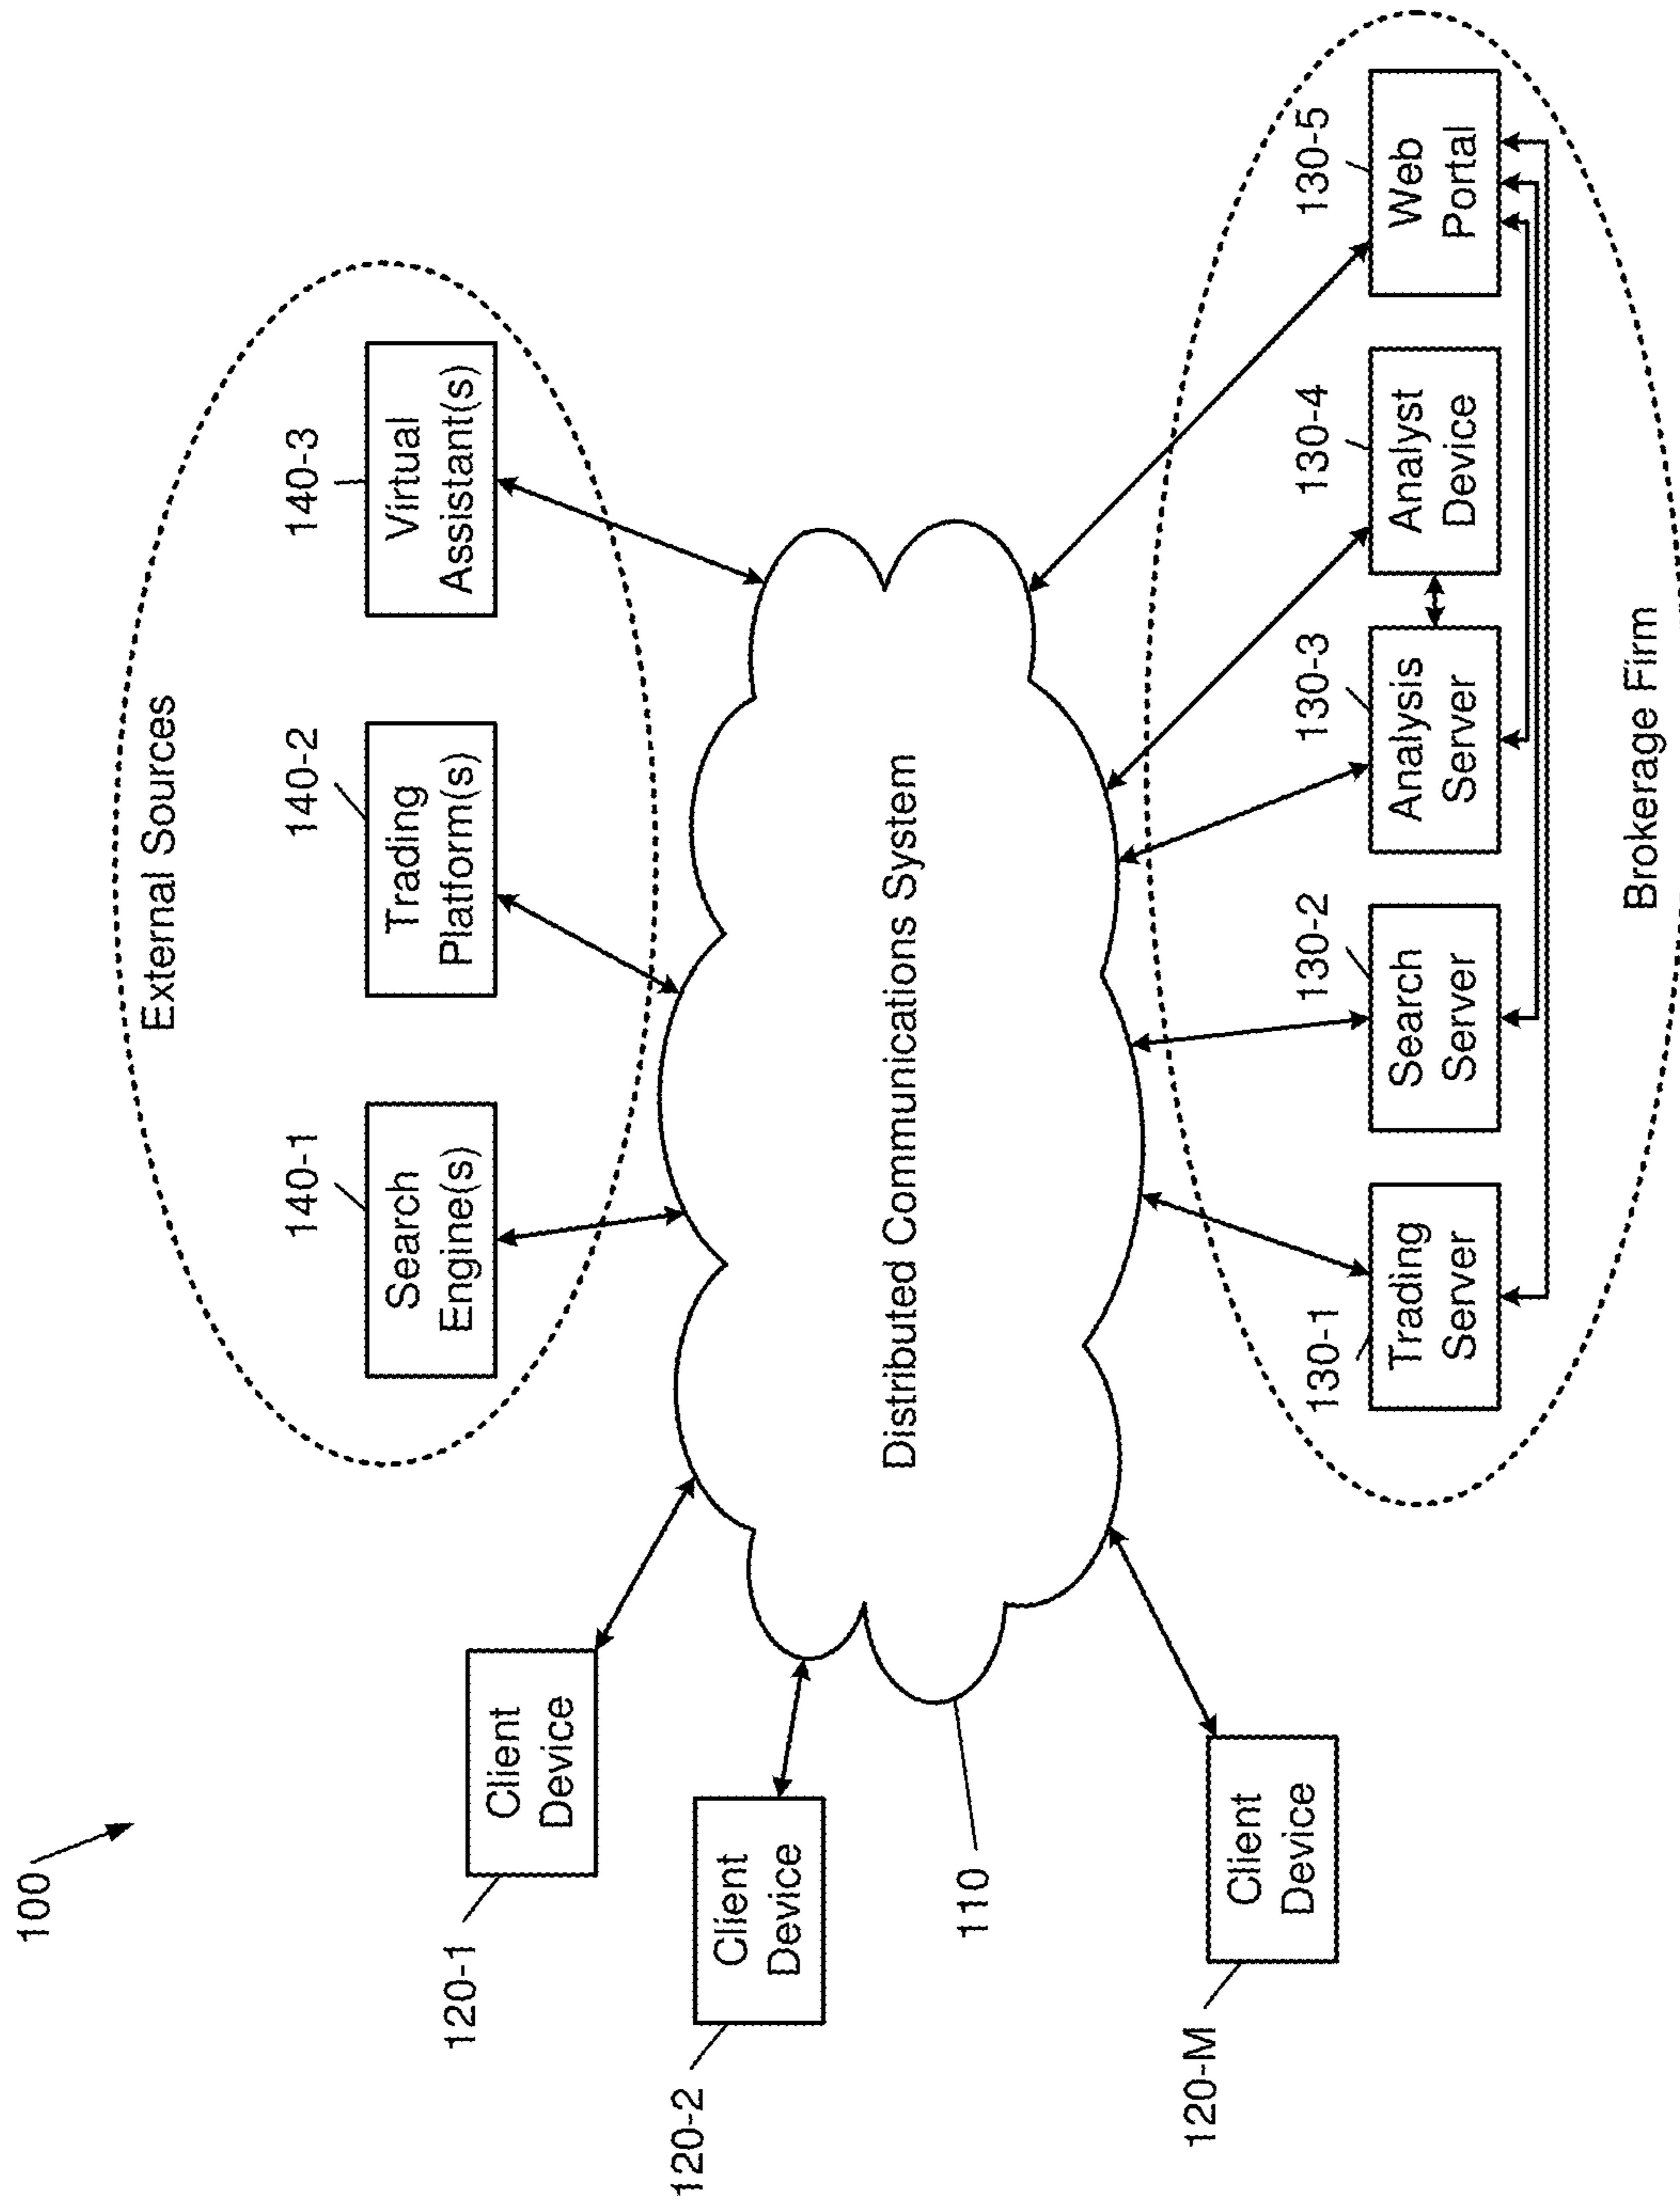 100
External Sources
140-1
140-2
140-3
Search
Engine(s)
Trading
Platform(s)
Virtual
Assistant(s)
120-1
Client
Device
120-2
Client
Device
Distributed Communications System
110
120-M
Client
Device
130-1
130-2
130-3
130-4
130-5
Trading
Server
Search
Server
Analysis
Server
Analyst
Device
Web
Portal
Brokerage Firm